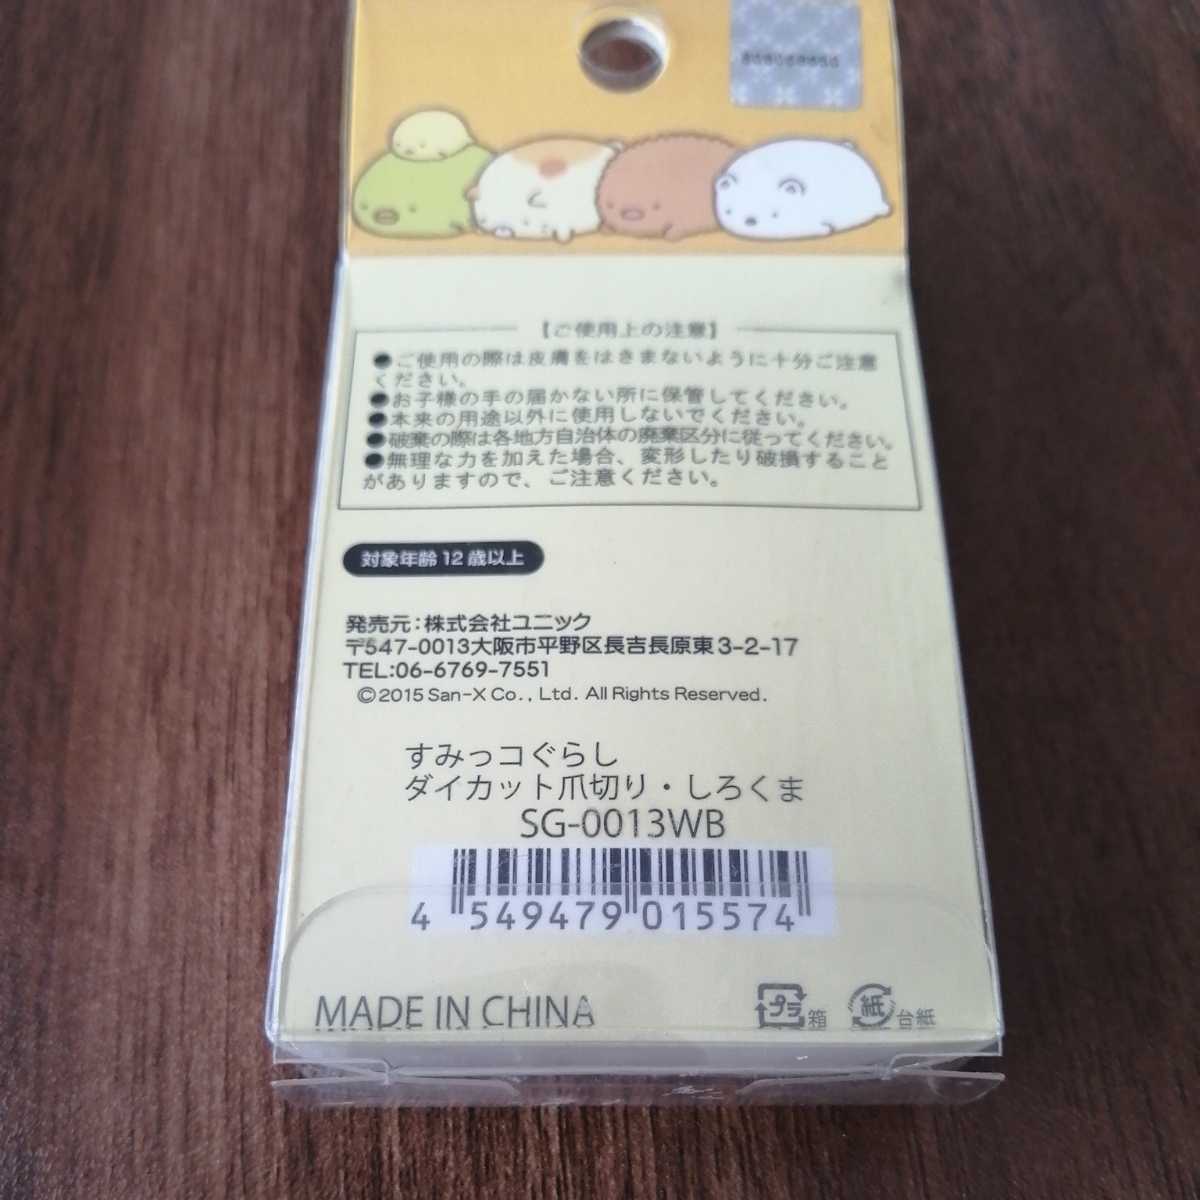 【ご使用上の注意】
●ご使用の際は皮膚をはさまないように十分ご注意
ください。
●お子様の手の届かない所に保管してください。
●本来の用途以外に使用しないでください。
●破棄の際は各地方自治体の廃棄区分に従ってください。
●無理な力を加えた場合、変形したり破損すること
がありますので、ご注意ください。
対象年齢12歳以上
発売元:株式会社ユニック
〒547-0013大阪市平野区長吉長原東3-2-17
TEL:06-6769-7551
©2015 San-X Co., Ltd. All Rights Reserved.
すみっコぐらし
ダイカット爪切り・しろくま
SG-0013WB
4 549479 015574
MADE IN CHINA
プラ 箱 紙 台紙